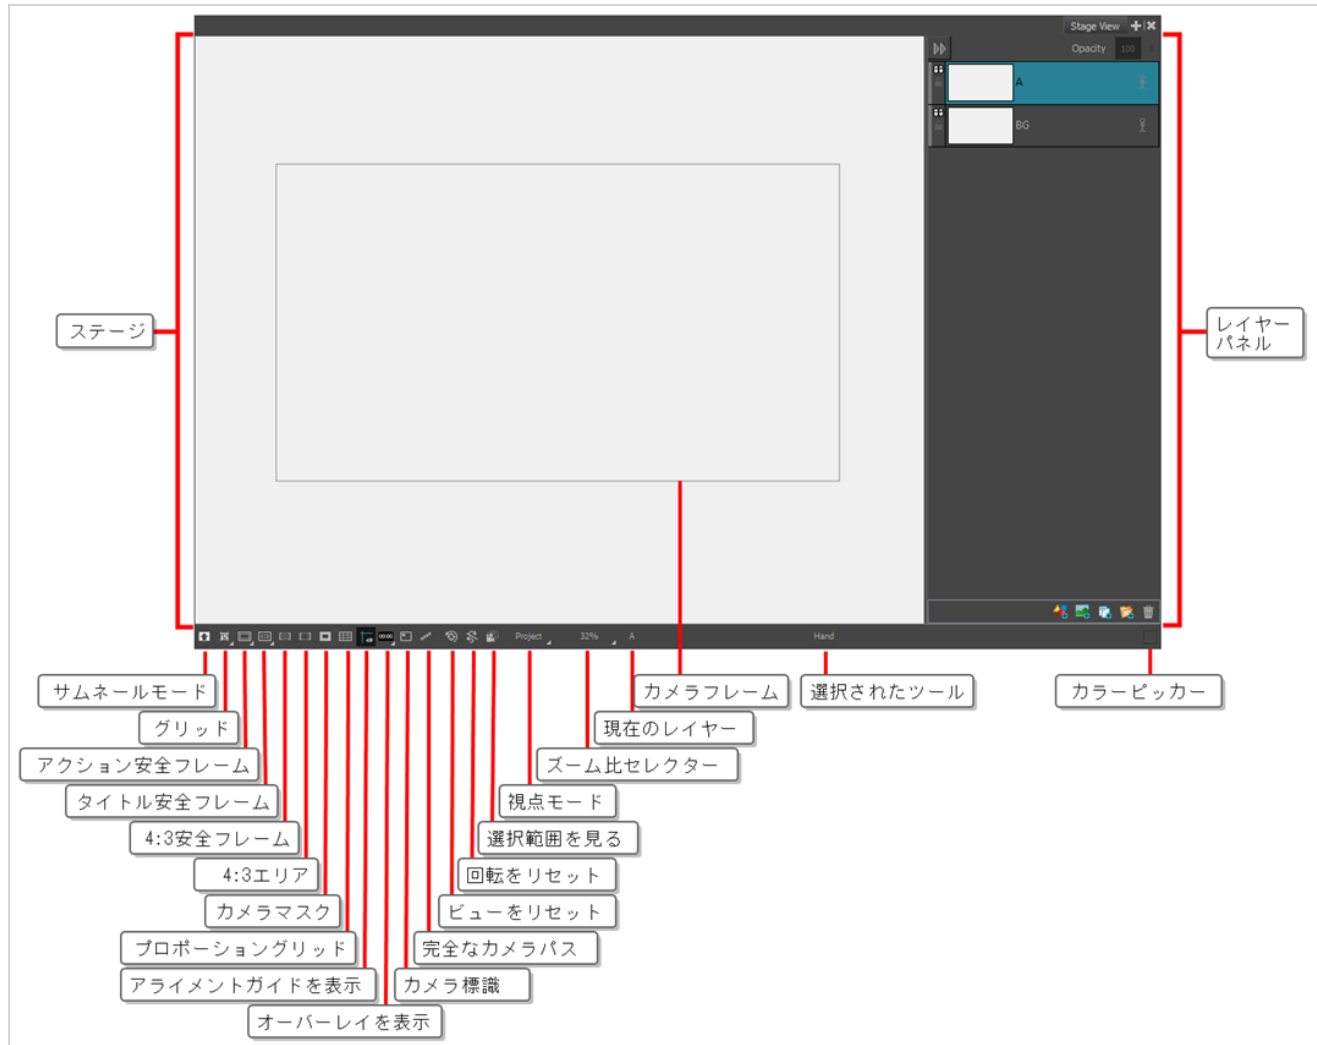 Stage View
Opacity 100
A
BG
ステージ
レイヤー
パネル
00:00
Project 32% A Hand
サムネールモード
カメラフレーム
選択されたツール
カラーピッカー
グリッド
現在のレイヤー
アクション安全フレーム
ズーム比セレクター
タイトル安全フレーム
視点モード
4:3安全フレーム
選択範囲を見る
4:3エリア
回転をリセット
カメラマスク
ビューをリセット
プロポーショングリッド
完全なカメラパス
アライメントガイドを表示
カメラ標識
オーバーレイを表示